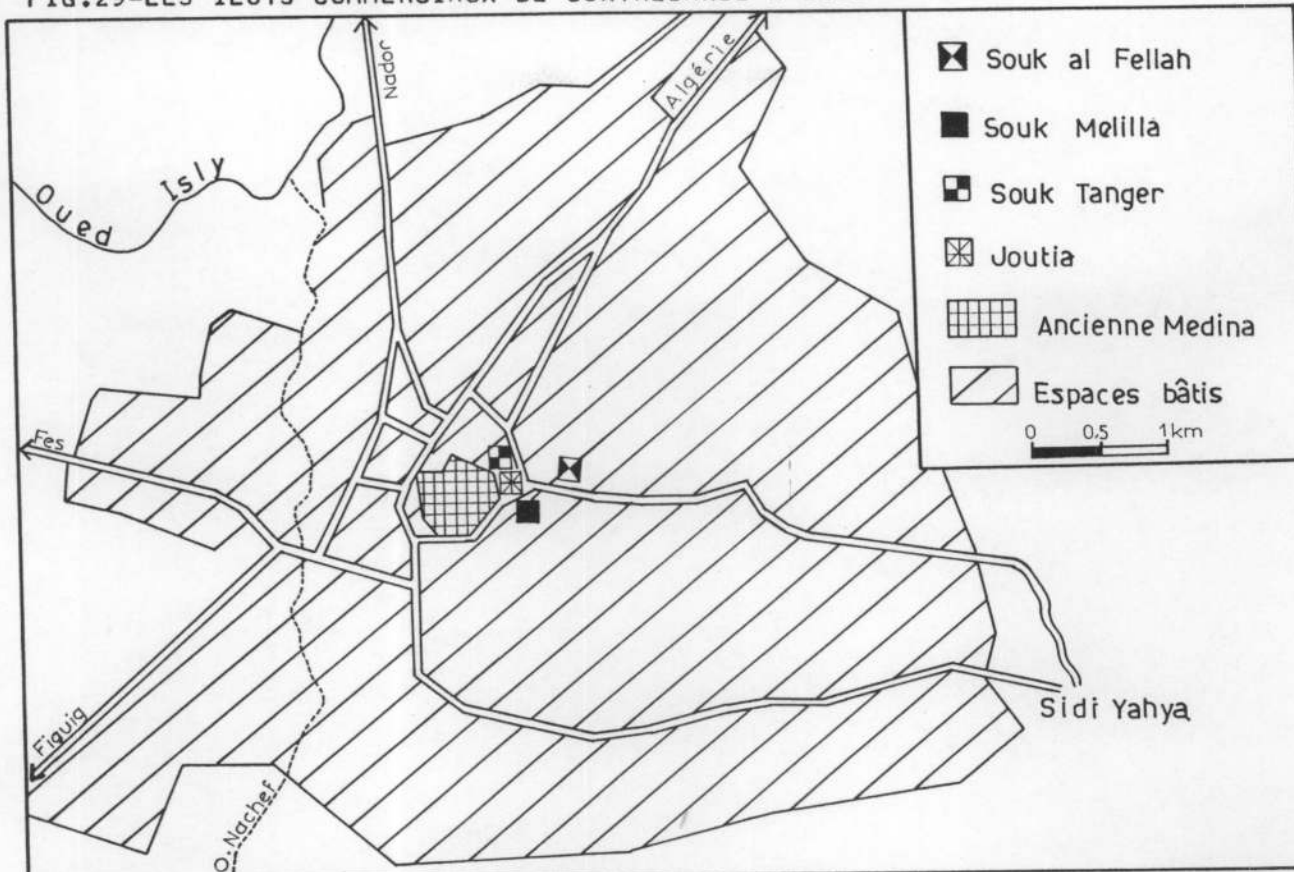 Nador
Algérie
Oued Isly
Fes
Figuig
O. Nachef
Sidi Yahya
Souk al Fellah
Souk Melilla
Souk Tanger
Joutia
Ancienne Medina
Espaces bâtis
0 0.5 1km